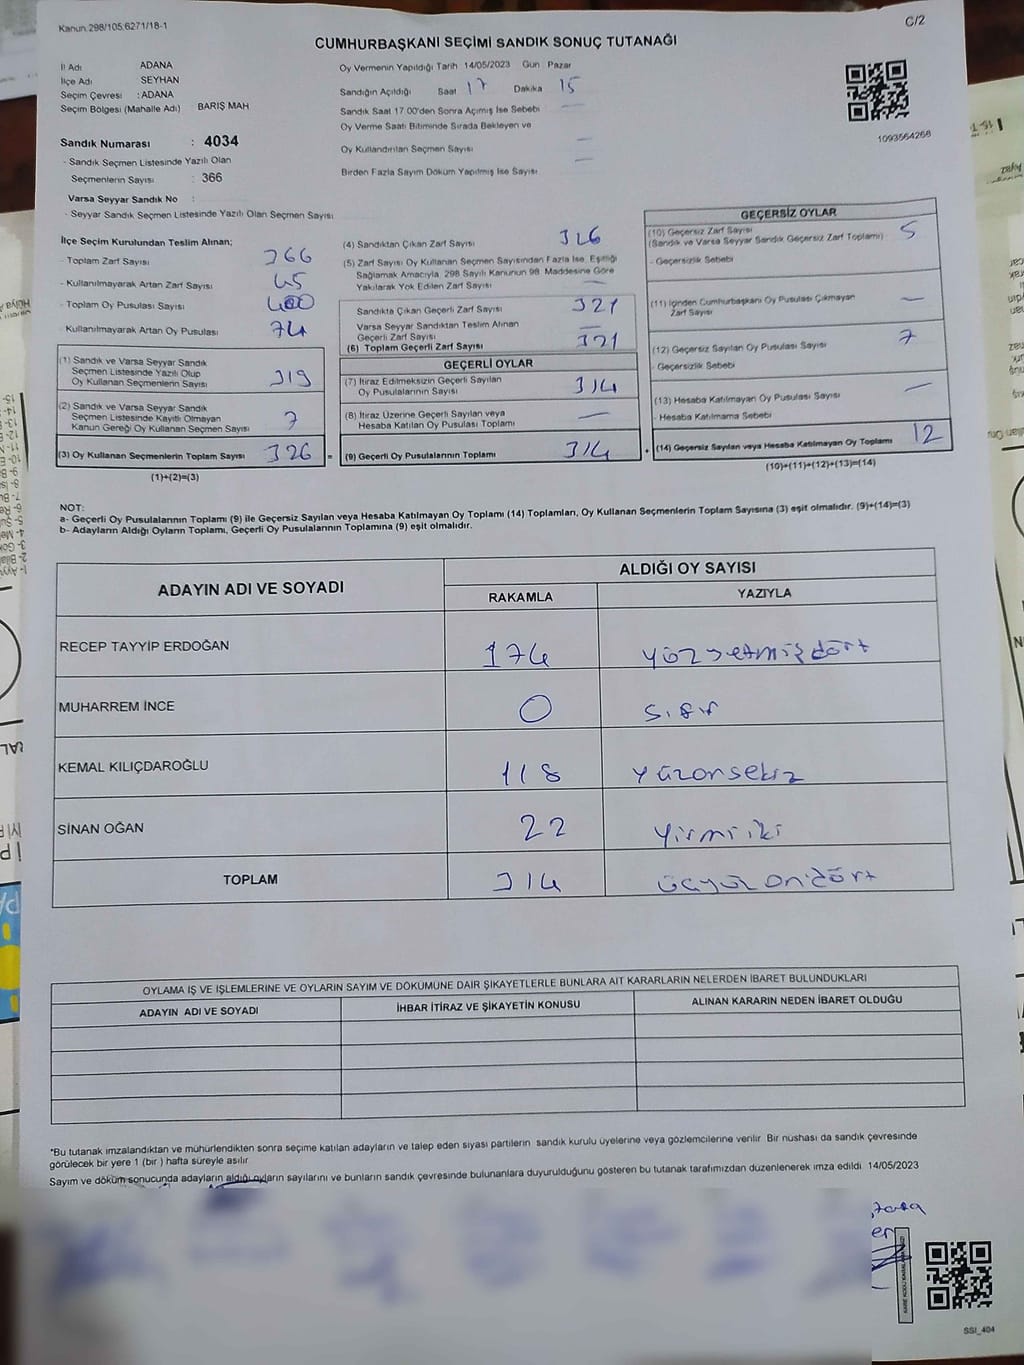 Kanun 298/105;6271/18-1
C/2
CUMHURBAŞKANI SEÇİMİ SANDIK SONUÇ TUTANAĞI
İl Adı ADANA
İlçe Adı SEYHAN
Seçim Çevresi : ADANA
Seçim Bölgesi (Mahalle Adı) BARIŞ MAH
Sandık Numarası : 4034
- Sandık Seçmen Listesinde Yazılı Olan
Seçmenlerin Sayısı : 366
Varsa Seyyar Sandık No :
- Seyyar Sandık Seçmen Listesinde Yazılı Olan Seçmen Sayısı
Oy Vermenin Yapıldığı Tarih 14/05/2023 Gün Pazar
Sandığın Açıldığı Saat 17 Dakika 15
Sandık Saat 17.00'den Sonra Açımış İse Sebebi —
Oy Verme Saati Bitiminde Sırada Bekleyen ve
Oy Kullandırılan Seçmen Sayısı —
Birden Fazla Sayım Döküm Yapılmış İse Sayısı —
1093564268
İlçe Seçim Kurulundan Teslim Alınan;
- Toplam Zarf Sayısı 366
- Kullanılmayarak Artan Zarf Sayısı 45
- Toplam Oy Pusulası Sayısı 400
- Kullanılmayarak Artan Oy Pusulası 74
(1) Sandık ve Varsa Seyyar Sandık
Seçmen Listesinde Yazılı Olup
Oy Kullanan Seçmenlerin Sayısı 319
(2) Sandık ve Varsa Seyyar Sandık
Seçmen Listesinde Kayıtlı Olmayan
Kanun Gereği Oy Kullanan Seçmen Sayısı 7
(3) Oy Kullanan Seçmenlerin Toplam Sayısı 326 =
(1)+(2)=(3)
(4) Sandıktan Çıkan Zarf Sayısı 326
(5) Zarf Sayısı Oy Kullanan Seçmen Sayısından Fazla İse, Eşitliği
Sağlamak Amacıyla, 298 Sayılı Kanunun 98. Maddesine Göre
Yakılarak Yok Edilen Zarf Sayısı —
Sandıkta Çıkan Geçerli Zarf Sayısı 321
Varsa Seyyar Sandıktan Teslim Alınan
Geçerli Zarf Sayısı —
(6) Toplam Geçerli Zarf Sayısı 321
GEÇERLİ OYLAR
(7) İtiraz Edilmeksizin Geçerli Sayılan
Oy Pusulalarının Sayısı 314
(8) İtiraz Üzerine Geçerli Sayılan veya
Hesaba Katılan Oy Pusulası Toplamı —
(9) Geçerli Oy Pusulalarının Toplamı 314 +
GEÇERSİZ OYLAR
(10) Geçersiz Zarf Sayısı 5
(Sandık ve Varsa Seyyar Sandık Geçersiz Zarf Toplamı)
- Geçersizlik Sebebi
(11) İçinden Cumhurbaşkanı Oy Pusulası Çıkmayan
Zarf Sayısı —
(12) Geçersiz Sayılan Oy Pusulası Sayısı 7
- Geçersizlik Sebebi
(13) Hesaba Katılmayan Oy Pusulası Sayısı —
- Hesaba Katılmama Sebebi
(14) Geçersiz Sayılan veya Hesaba Katılmayan Oy Toplamı 12
(10)+(11)+(12)+(13)=(14)
NOT:
a- Geçerli Oy Pusulalarının Toplamı (9) ile Geçersiz Sayılan veya Hesaba Katılmayan Oy Toplamı (14) Toplamları, Oy Kullanan Seçmenlerin Toplam Sayısına (3) eşit olmalıdır. (9)+(14)=(3)
b- Adayların Aldığı Oyların Toplamı, Geçerli Oy Pusulalarının Toplamına (9) eşit olmalıdır.
ADAYIN ADI VE SOYADI
ALDIĞI OY SAYISI
RAKAMLA YAZIYLA
RECEP TAYYİP ERDOĞAN 174 yüzyetmişdört
MUHARREM İNCE 0 sıfır
KEMAL KILIÇDAROĞLU 118 yüzonsekiz
SİNAN OĞAN 22 yirmiiki
TOPLAM 314 üçyüzondört
OYLAMA İŞ VE İŞLEMLERİNE VE OYLARIN SAYIM VE DÖKÜMÜNE DAİR ŞİKAYETLERLE BUNLARA AİT KARARLARIN NELERDEN İBARET BULUNDUKLARI
ADAYIN ADI VE SOYADI İHBAR İTİRAZ VE ŞİKAYETİN KONUSU ALINAN KARARIN NEDEN İBARET OLDUĞU
*Bu tutanak imzalandıktan ve mühürlendikten sonra seçime katılan adayların ve talep eden siyasi partilerin sandık kurulu üyelerine veya gözlemcilerine verilir. Bir nüshası da sandık çevresinde
görülecek bir yere 1 (bir ) hafta süreyle asılır
Sayım ve döküm sonucunda adayların aldığı oyların sayılarını ve bunların sandık çevresinde bulunanlara duyurulduğunu gösteren bu tutanak tarafımızdan düzenlenerek imza edildi. 14/05/2023
SSI_404